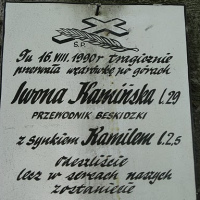 Ś.P.
Tu 16.VIII.1990r tragicznie
przerwała wędrówkę po górach
Iwona Kamińska l.29
PRZEWODNIK BESKIDZKI
z synkiem Kamilem l.2,5
Odeszliście
lecz w sercach naszych
zostaniecie